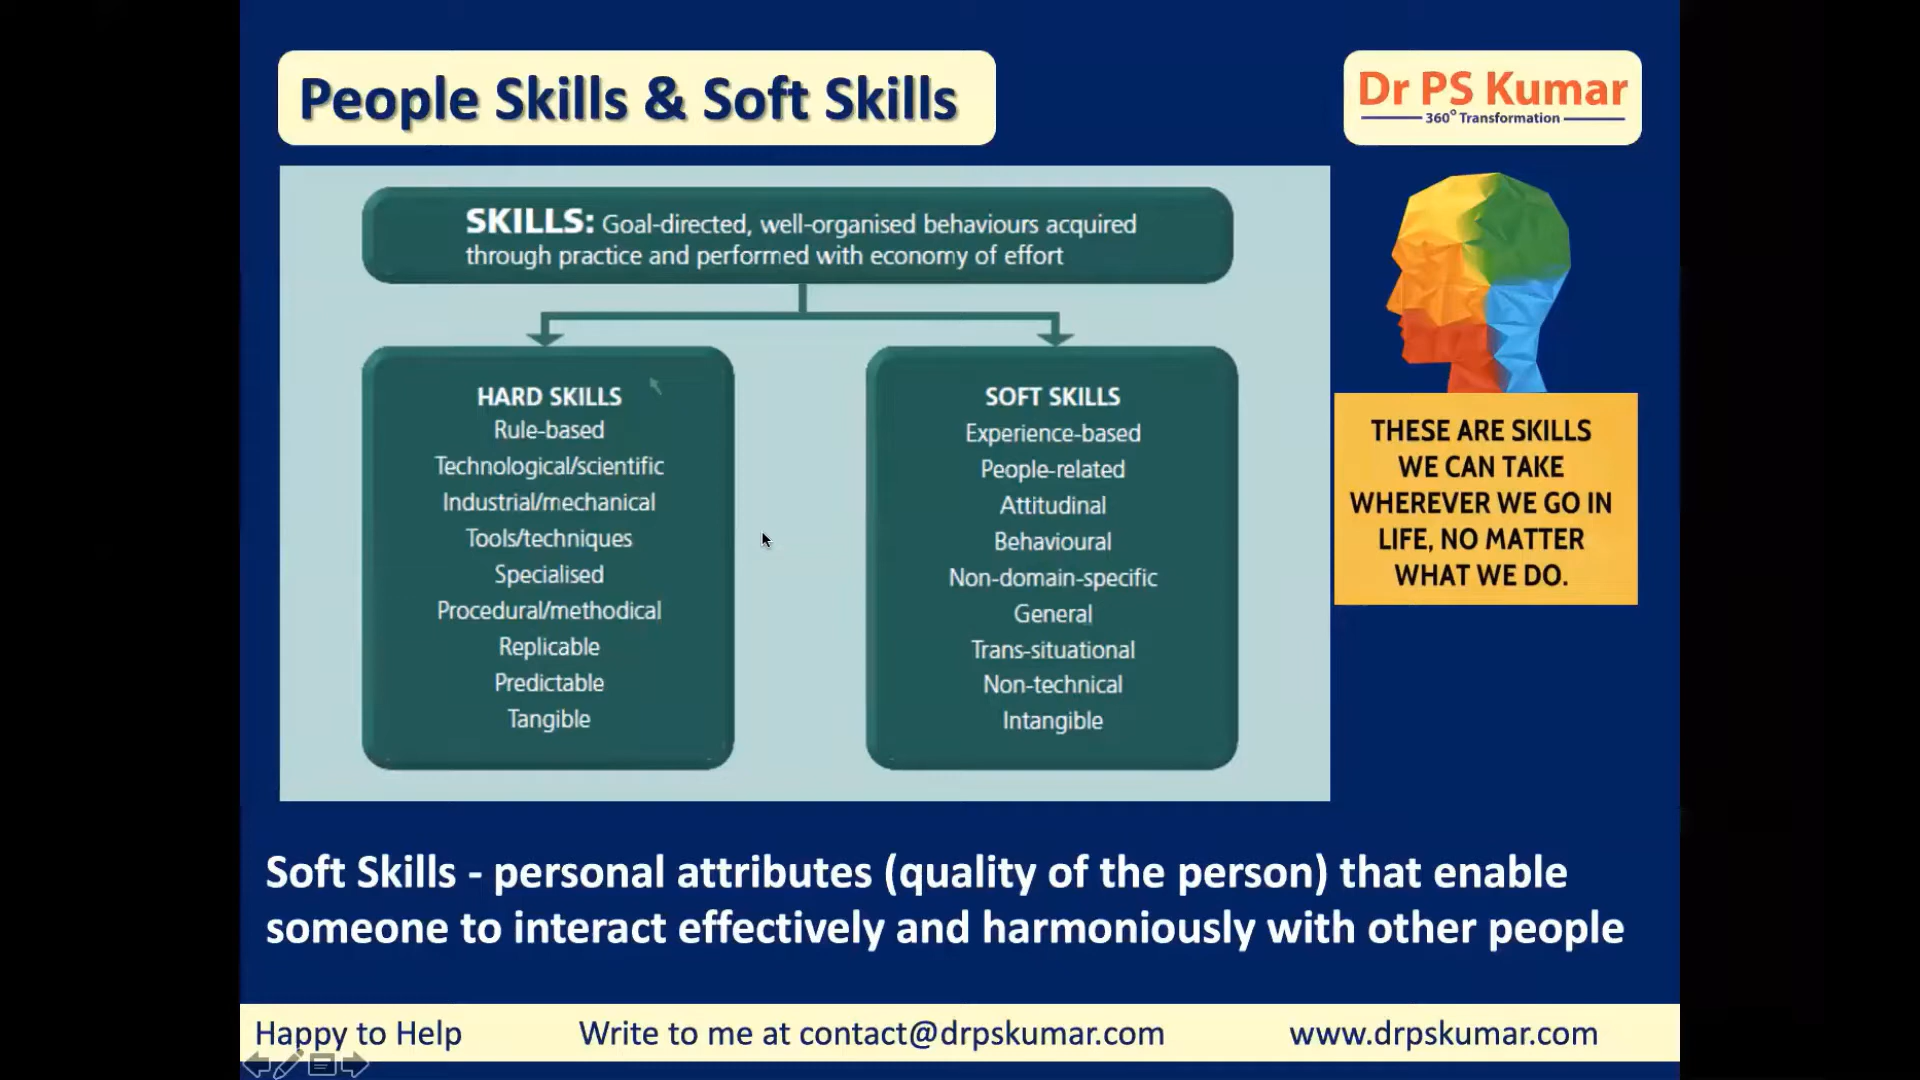 People Skills & Soft Skills
Dr PS Kumar
360° Transformation
SKILLS: Goal-directed, well-organised behaviours acquired
through practice and performed with economy of effort
HARD SKILLS
Rule-based
Technological/scientific
Industrial/mechanical
Tools/techniques
Specialised
Procedural/methodical
Replicable
Predictable
Tangible
SOFT SKILLS
Experience-based
People-related
Attitudinal
Behavioural
Non-domain-specific
General
Trans-situational
Non-technical
Intangible
THESE ARE SKILLS
WE CAN TAKE
WHEREVER WE GO IN
LIFE, NO MATTER
WHAT WE DO.
Soft Skills - personal attributes (quality of the person) that enable
someone to interact effectively and harmoniously with other people
Happy to Help
Write to me at contact@drpskumar.com
www.drpskumar.com